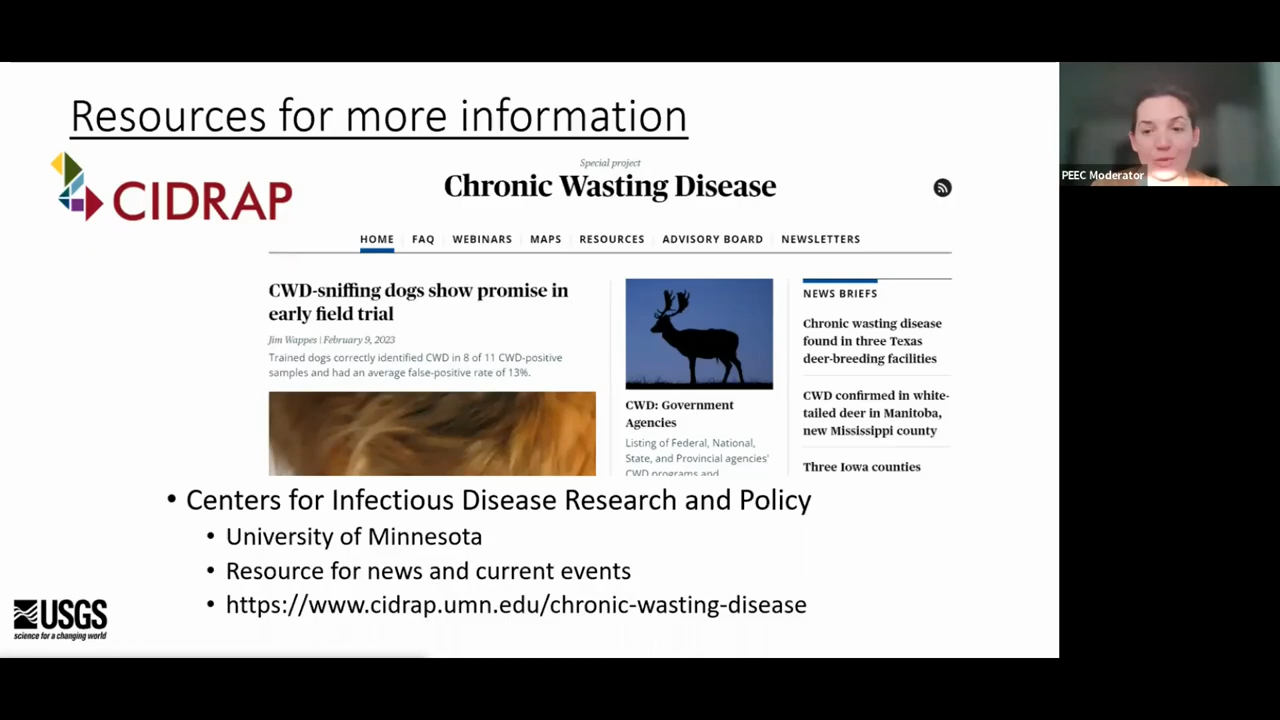 Resources for more information
CIDRAP
Special project
Chronic Wasting Disease
HOME FAQ WEBINARS MAPS RESOURCES ADVISORY BOARD NEWSLETTERS
CWD-sniffing dogs show promise in
early field trial
Jim Wappes | February 9, 2023
Trained dogs correctly identified CWD in 8 of 11 CWD-positive
samples and had an average false-positive rate of 13%.
CWD: Government
Agencies
Listing of Federal, National,
State, and Provincial agencies'
CWD programs and
NEWS BRIEFS
Chronic wasting disease
found in three Texas
deer-breeding facilities
CWD confirmed in white-
tailed deer in Manitoba,
new Mississippi county
Three Iowa counties
• Centers for Infectious Disease Research and Policy
• University of Minnesota
• Resource for news and current events
• https://www.cidrap.umn.edu/chronic-wasting-disease
USGS
science for a changing world
PEEC Moderator